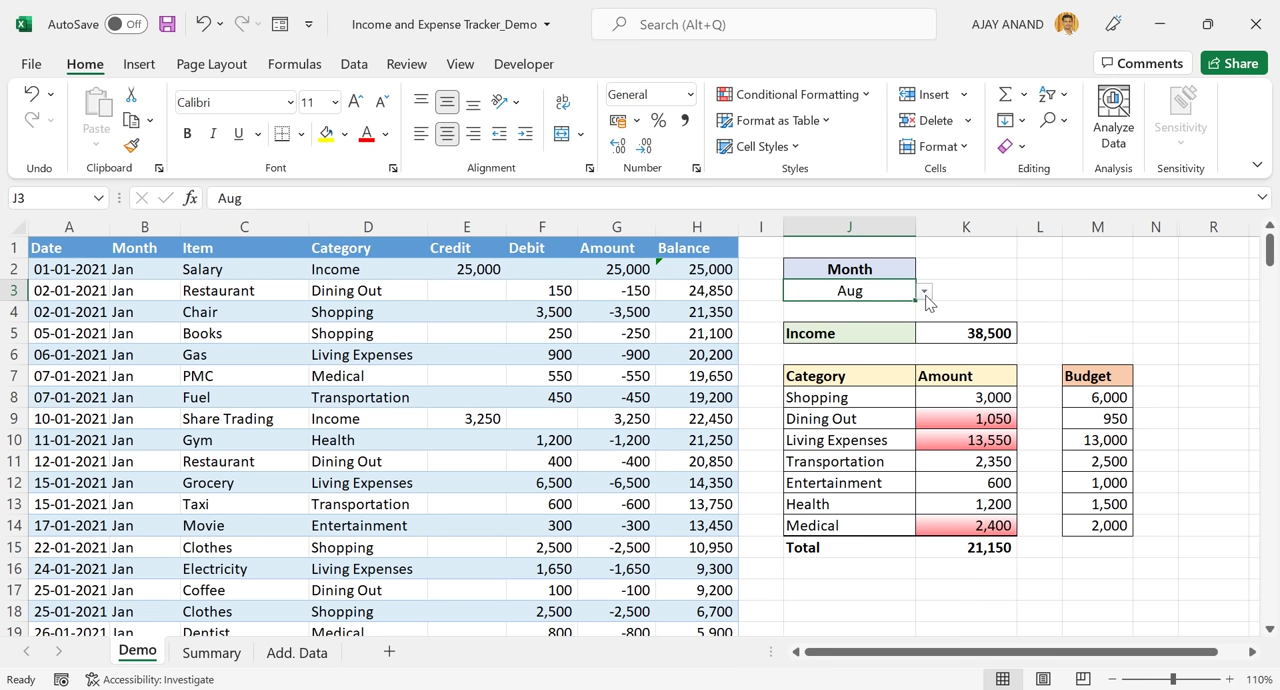 AutoSave Off Income and Expense Tracker_Demo Search (Alt+Q) AJAY ANAND
File Home Insert Page Layout Formulas Data Review View Developer Comments Share
Paste Calibri 11 A A General Conditional Formatting Insert
B I U A ab % Format as Table Delete Analyze Data Sensitivity
Cell Styles Format
Undo Clipboard Font Alignment Number Styles Cells Editing Analysis Sensitivity
J3 fx Aug
A B C D E F G H I J K L M N R
1 Date Month Item Category Credit Debit Amount Balance
2 01-01-2021 Jan Salary Income 25,000 25,000 25,000 Month
3 02-01-2021 Jan Restaurant Dining Out 150 -150 24,850 Aug
4 02-01-2021 Jan Chair Shopping 3,500 -3,500 21,350
5 05-01-2021 Jan Books Shopping 250 -250 21,100 Income 38,500
6 06-01-2021 Jan Gas Living Expenses 900 -900 20,200
7 07-01-2021 Jan PMC Medical 550 -550 19,650 Category Amount Budget
8 07-01-2021 Jan Fuel Transportation 450 -450 19,200 Shopping 3,000 6,000
9 10-01-2021 Jan Share Trading Income 3,250 3,250 22,450 Dining Out 1,050 950
10 11-01-2021 Jan Gym Health 1,200 -1,200 21,250 Living Expenses 13,550 13,000
11 12-01-2021 Jan Restaurant Dining Out 400 -400 20,850 Transportation 2,350 2,500
12 15-01-2021 Jan Grocery Living Expenses 6,500 -6,500 14,350 Entertainment 600 1,000
13 15-01-2021 Jan Taxi Transportation 600 -600 13,750 Health 1,200 1,500
14 17-01-2021 Jan Movie Entertainment 300 -300 13,450 Medical 2,400 2,000
15 22-01-2021 Jan Clothes Shopping 2,500 -2,500 10,950 Total 21,150
16 24-01-2021 Jan Electricity Living Expenses 1,650 -1,650 9,300
17 25-01-2021 Jan Coffee Dining Out 100 -100 9,200
18 25-01-2021 Jan Clothes Shopping 2,500 -2,500 6,700
19 26-01-2021 Jan Dentist Medical 800 -800 5,900
Demo Summary Add. Data
Ready Accessibility: Investigate 110%